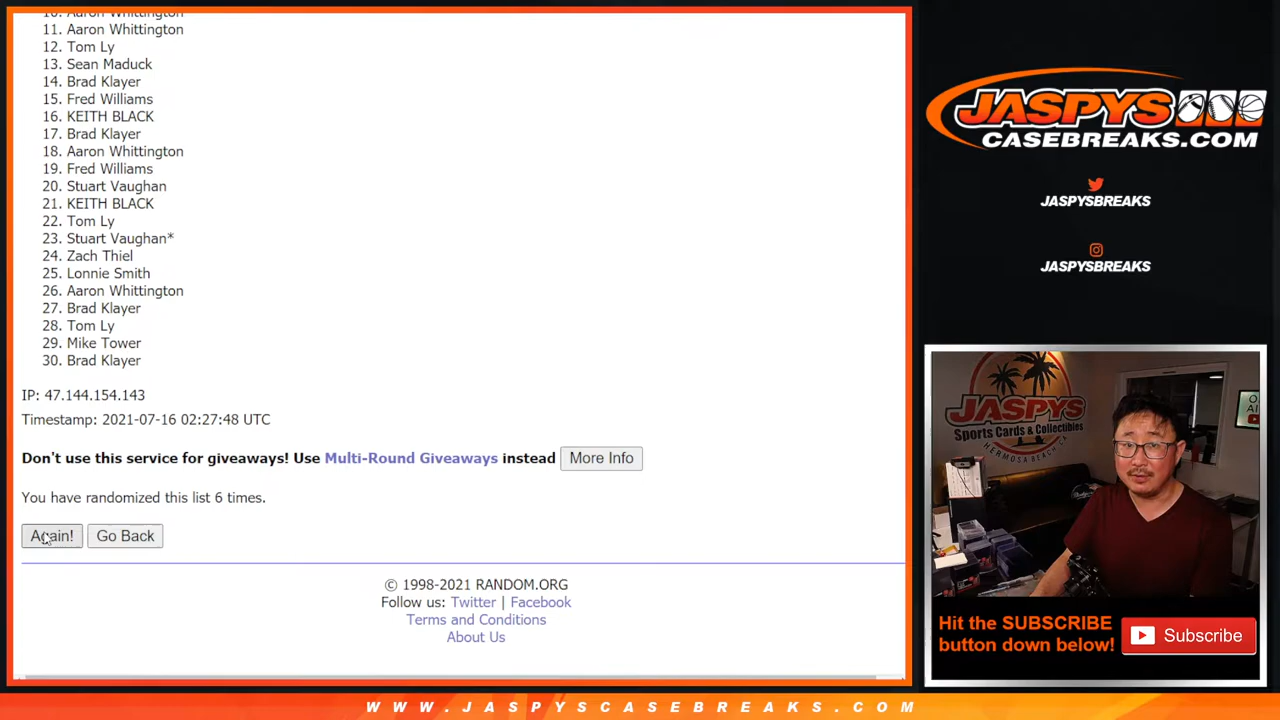 10. Aaron Whittington
11. Aaron Whittington
12. Tom Ly
13. Sean Maduck
14. Brad Klayer
15. Fred Williams
16. KEITH BLACK
17. Brad Klayer
18. Aaron Whittington
19. Fred Williams
20. Stuart Vaughan
21. KEITH BLACK
22. Tom Ly
23. Stuart Vaughan*
24. Zach Thiel
25. Lonnie Smith
26. Aaron Whittington
27. Brad Klayer
28. Tom Ly
29. Mike Tower
30. Brad Klayer
IP: 47.144.154.143
Timestamp: 2021-07-16 02:27:48 UTC
Don't use this service for giveaways! Use Multi-Round Giveaways instead More Info
You have randomized this list 6 times.
Again! Go Back
© 1998-2021 RANDOM.ORG
Follow us: Twitter | Facebook
Terms and Conditions
About Us
JASPYS
CASEBREAKS.COM
JASPYSBREAKS
JASPYSBREAKS
JASPYS
Sports Cards & Collectibles
HERMOSA BEACH, CA
Hit the SUBSCRIBE
button down below!
Subscribe
WWW.JASPYSCASEBREAKS.COM